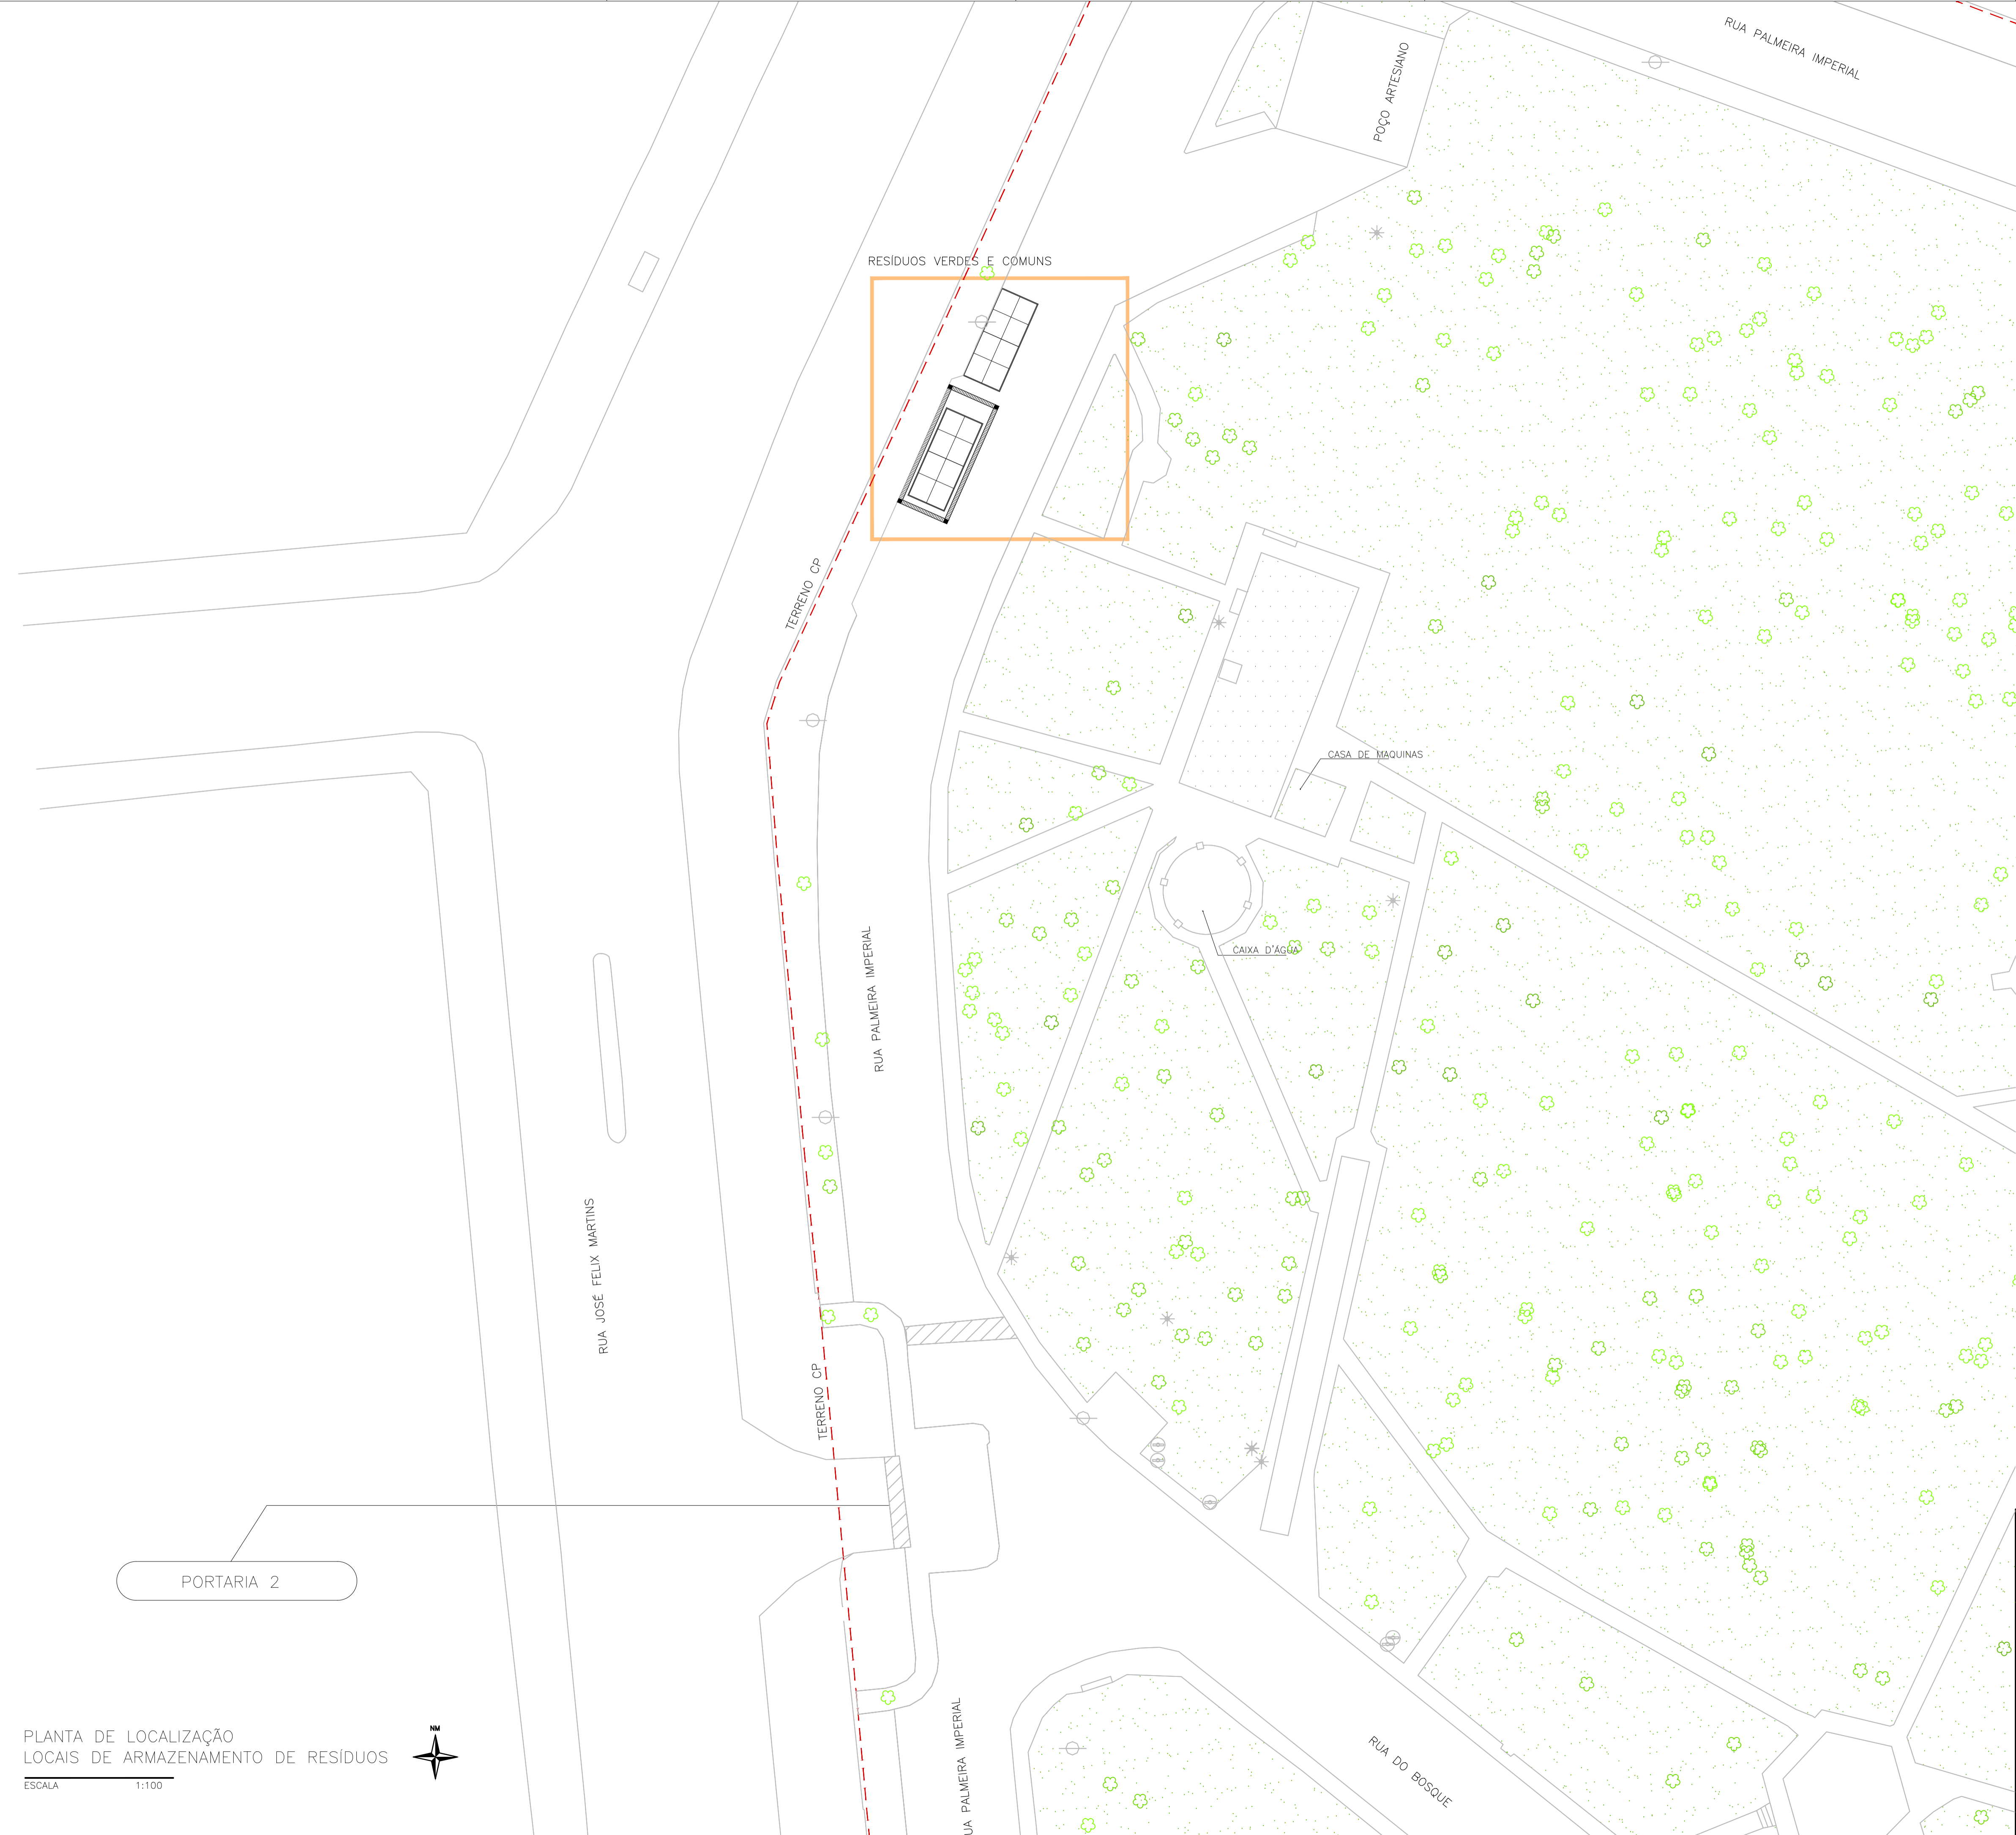 RUA PALMEIRA IMPERIAL
POÇO ARTESIANO
RESÍDUOS VERDES E COMUNS
TERRENO CP
CASA DE MAQUINAS
CAIXA D'ÁGUA
RUA PALMEIRA IMPERIAL
RUA JOSÉ FELIX MARTINS
TERRENO CP
PORTARIA 2
RUA PALMEIRA IMPERIAL
RUA DO BOSQUE
PLANTA DE LOCALIZAÇÃO
LOCAIS DE ARMAZENAMENTO DE RESÍDUOS
NM
ESCALA 1:100